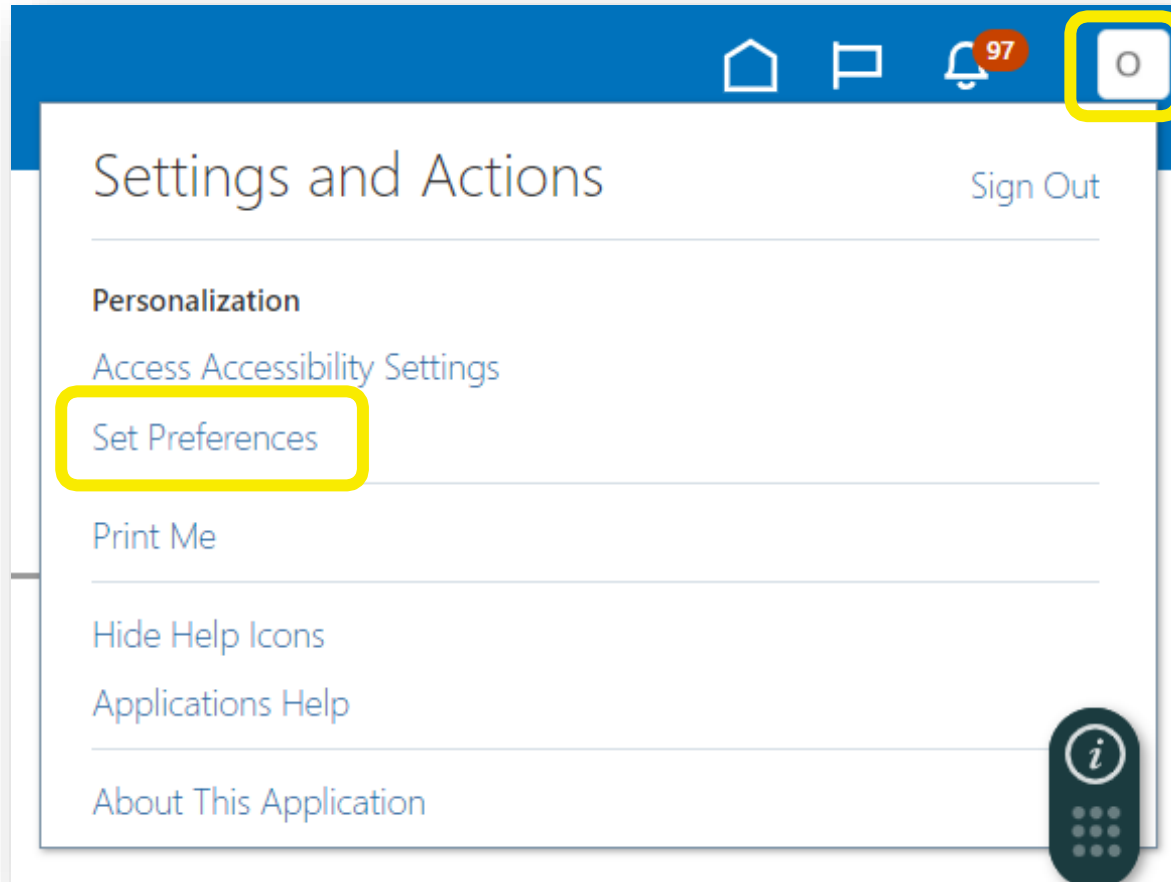 97
O
Settings and Actions
Sign Out
Personalization
Access Accessibility Settings
Set Preferences
Print Me
Hide Help Icons
Applications Help
i
About This Application